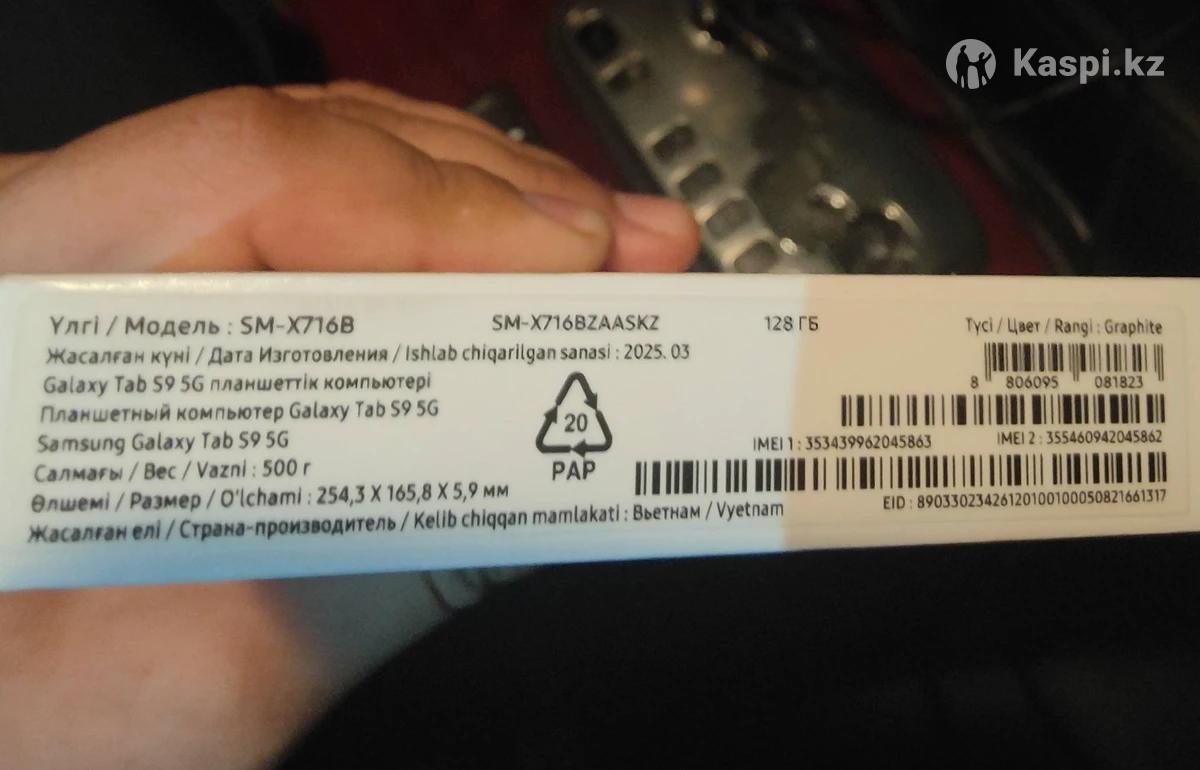 Kaspi.kz
Үлгі / Модель : SM-X716B SM-X716BZAASKZ 128 ГБ Түсі / Цвет / Rangi : Graphite
Жасалған күні / Дата Изготовления / Ishlab chiqarilgan sanasi : 2025. 03
8 806095 081823
Galaxy Tab S9 5G планшеттік компьютері
Планшетный компьютер Galaxy Tab S9 5G
Samsung Galaxy Tab S9 5G
20
PAP
IMEI 1 : 353439962045863 IMEI 2 : 355460942045862
Салмағы / Вес / Vazni : 500 г
Өлшемі / Размер / O'lchami : 254,3 X 165,8 X 5,9 мм
EID : 89033023426120100100050821661317
Жасалған елі / Страна-производитель / Kelib chiqqan mamlakati : Вьетнам / Vyetnam